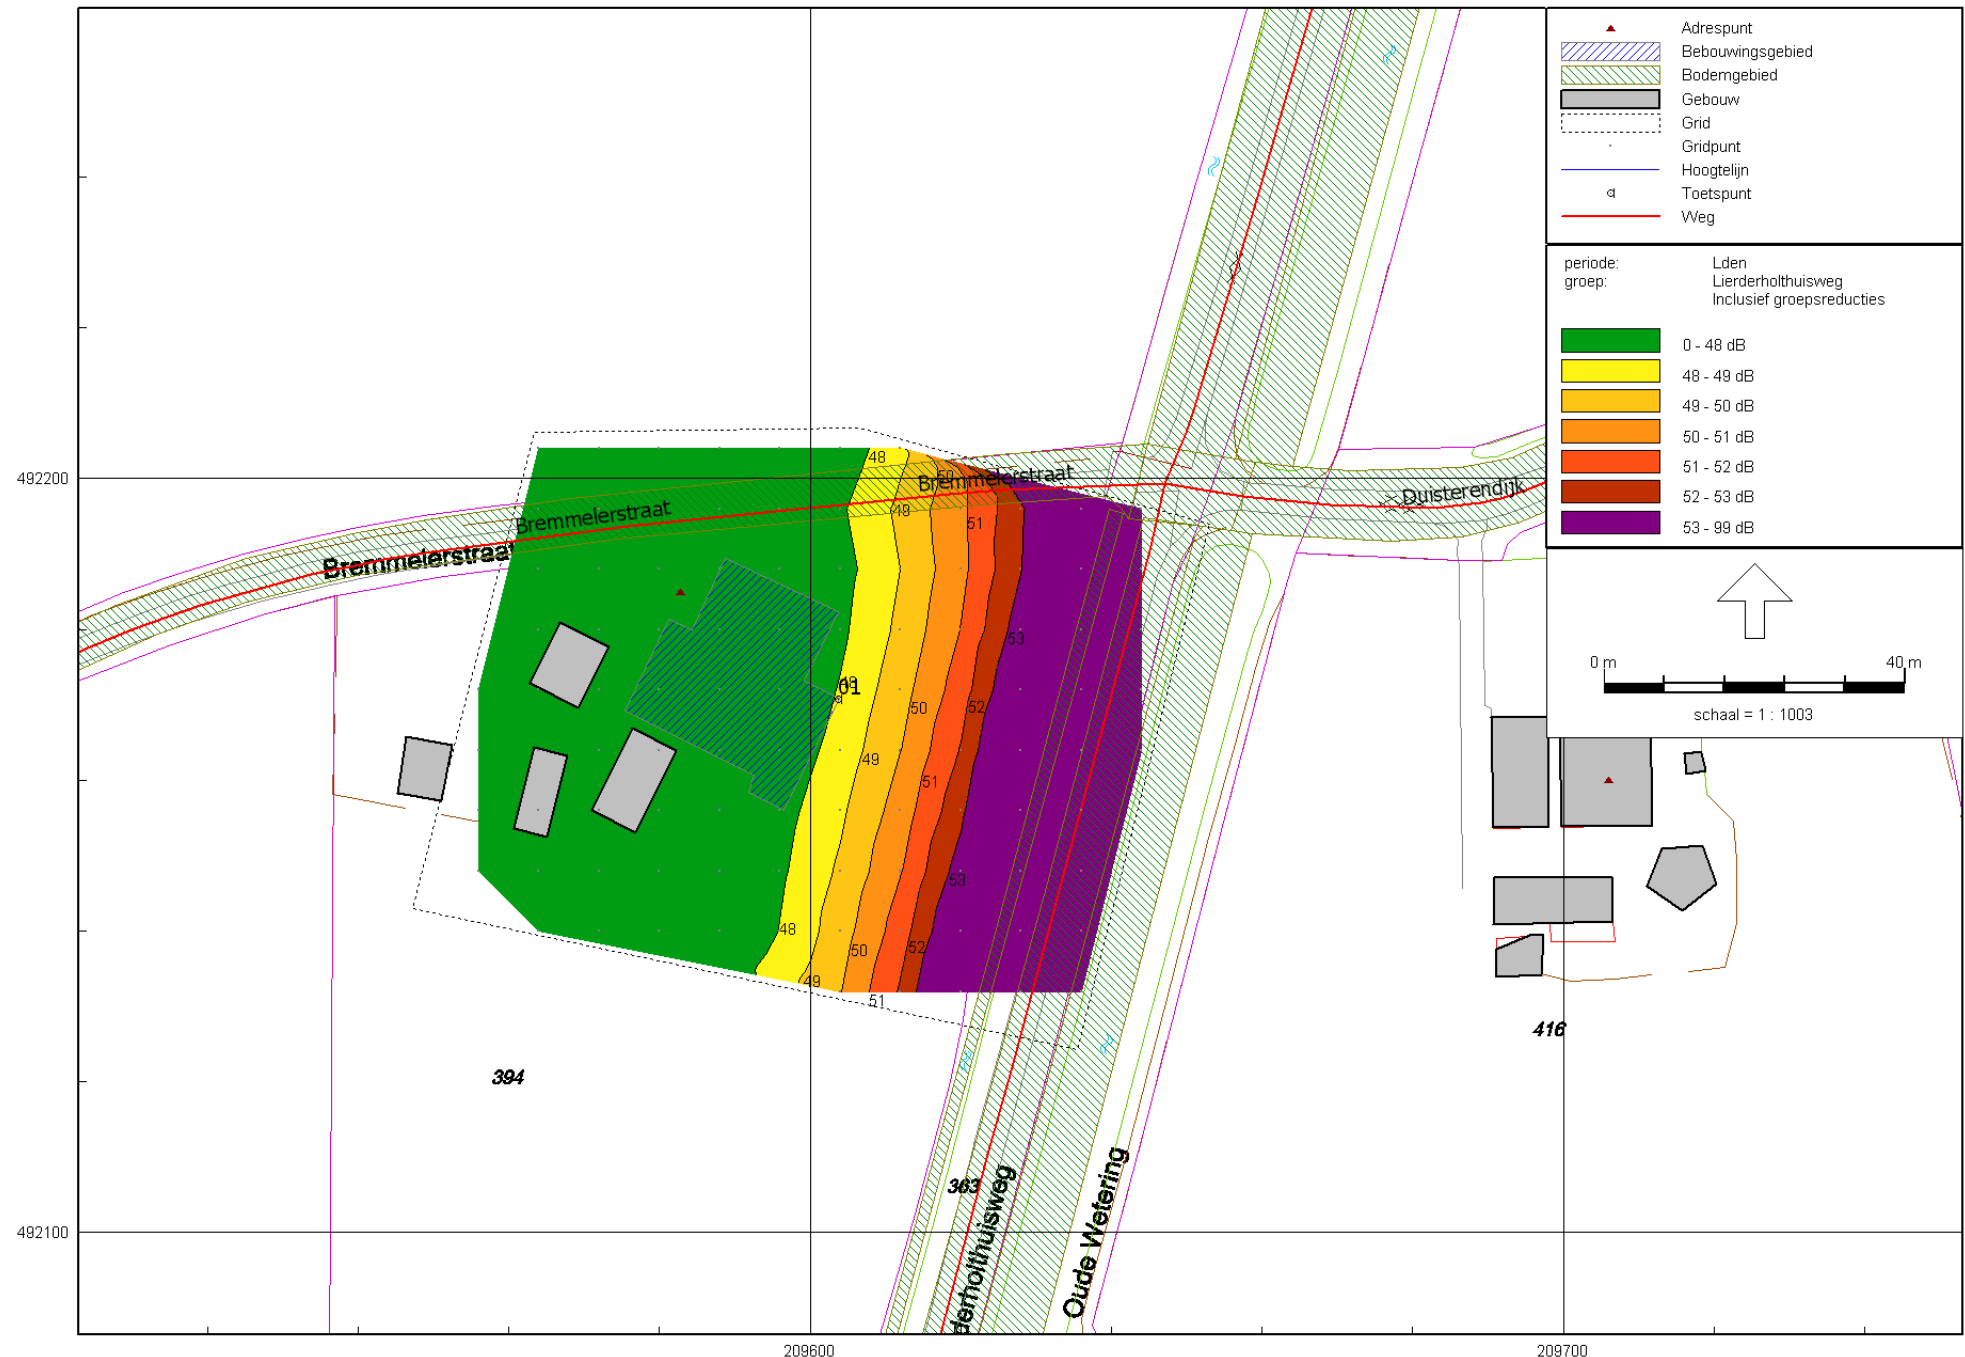 Adrespunt
Bebouwingsgebied
Bodemgebied
Gebouw
Grid
Gridpunt
Hoogtelijn
Toetspunt
Weg
periode: Lden
groep: Lierderholthuisweg
Inclusief groepsreducties
0 - 48 dB
48 - 49 dB
49 - 50 dB
50 - 51 dB
51 - 52 dB
52 - 53 dB
53 - 99 dB
0 m 40 m
schaal = 1 : 1003
48
50
Bremmelerstraat
492200
Duisterendijk
49
51
Bremmelerstraat
Bremmelerstraat
53
49
01
50
52
49
51
53
48
50
52
49
51
416
394
363
derholthuisweg
Oude Wetering
492100
209600
209700